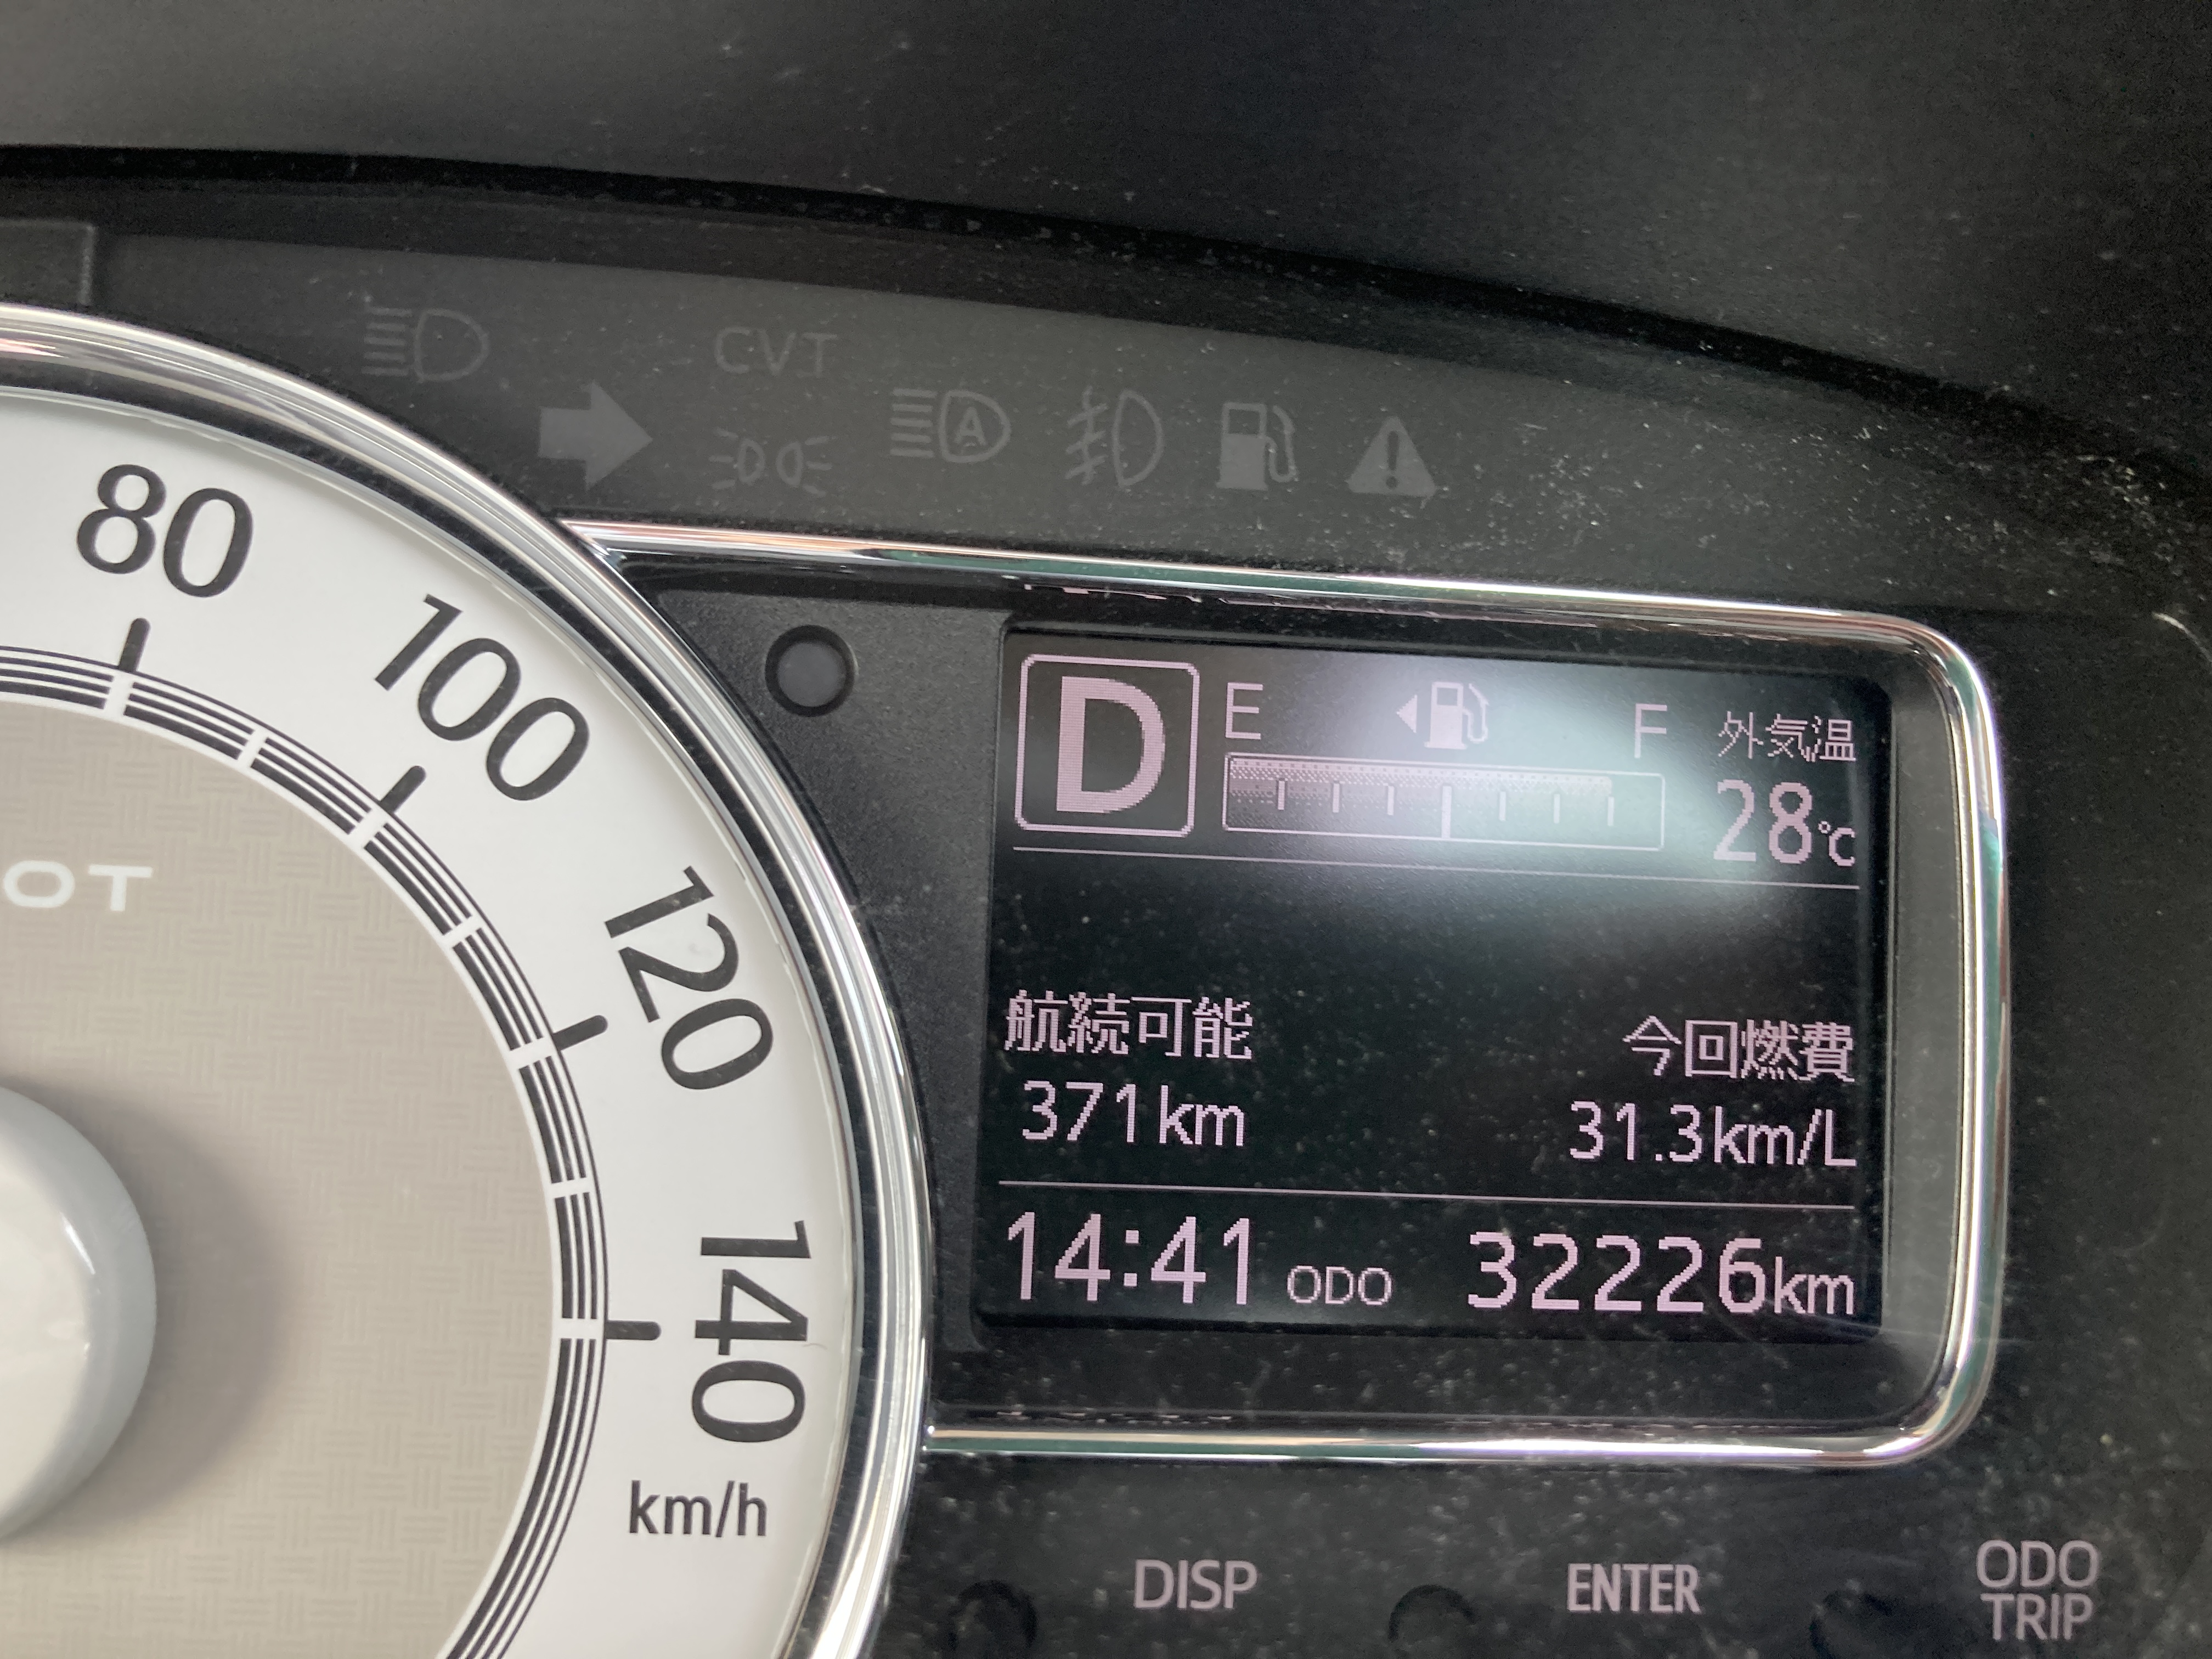 CVT
A
80
100
120
140
km/h
OT
D
E
F
外気温
28℃
航続可能
371km
今回燃費
31.3km/L
14:41
ODO
32226km
DISP
ENTER
ODO
TRIP